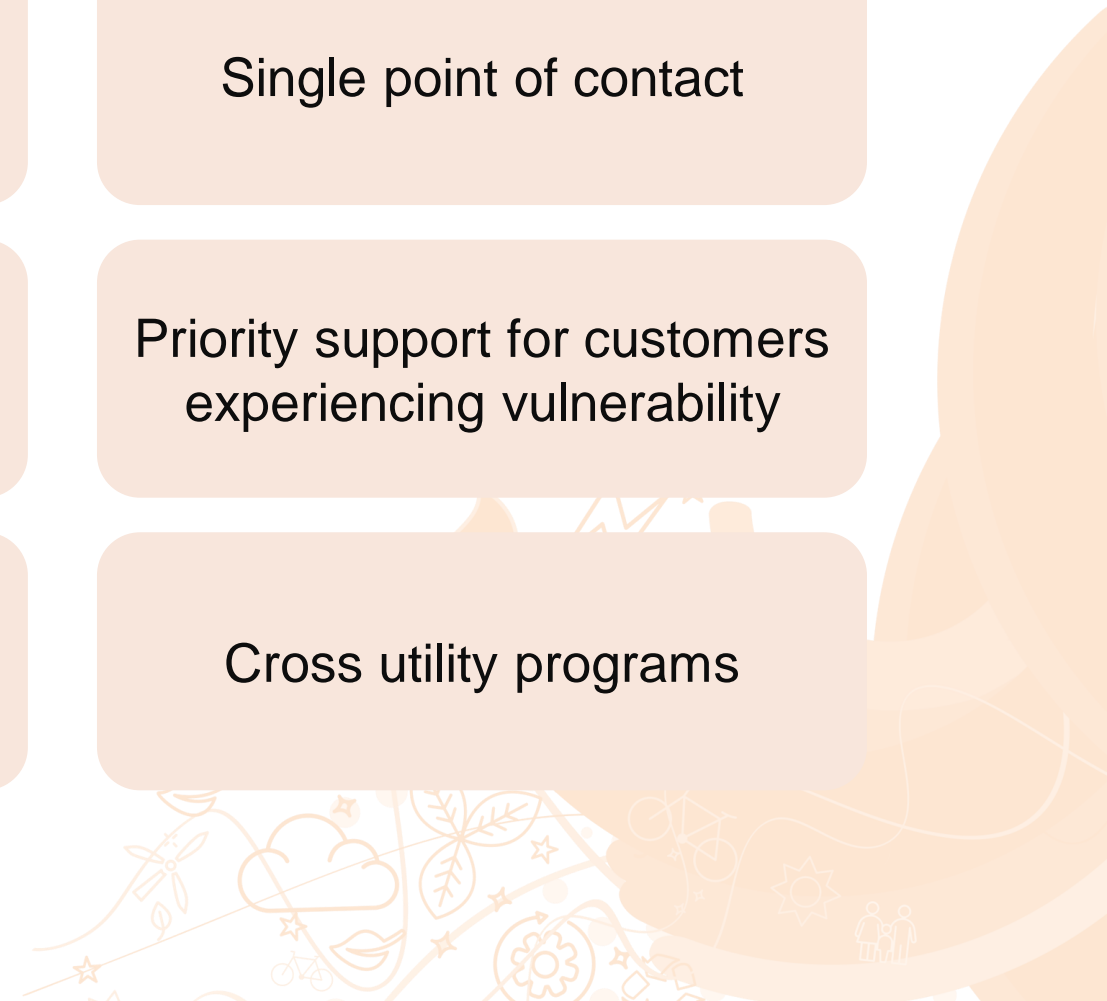 Single point of contact
Priority support for customers
experiencing vulnerability
Cross utility programs